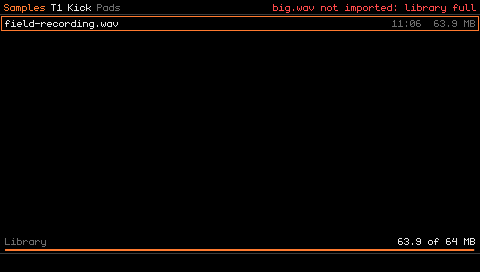 Samples T1 Kick Pads big.wav not imported: library full
field-recording.wav 11:06 63.9 MB
Library 63.9 of 64 MB